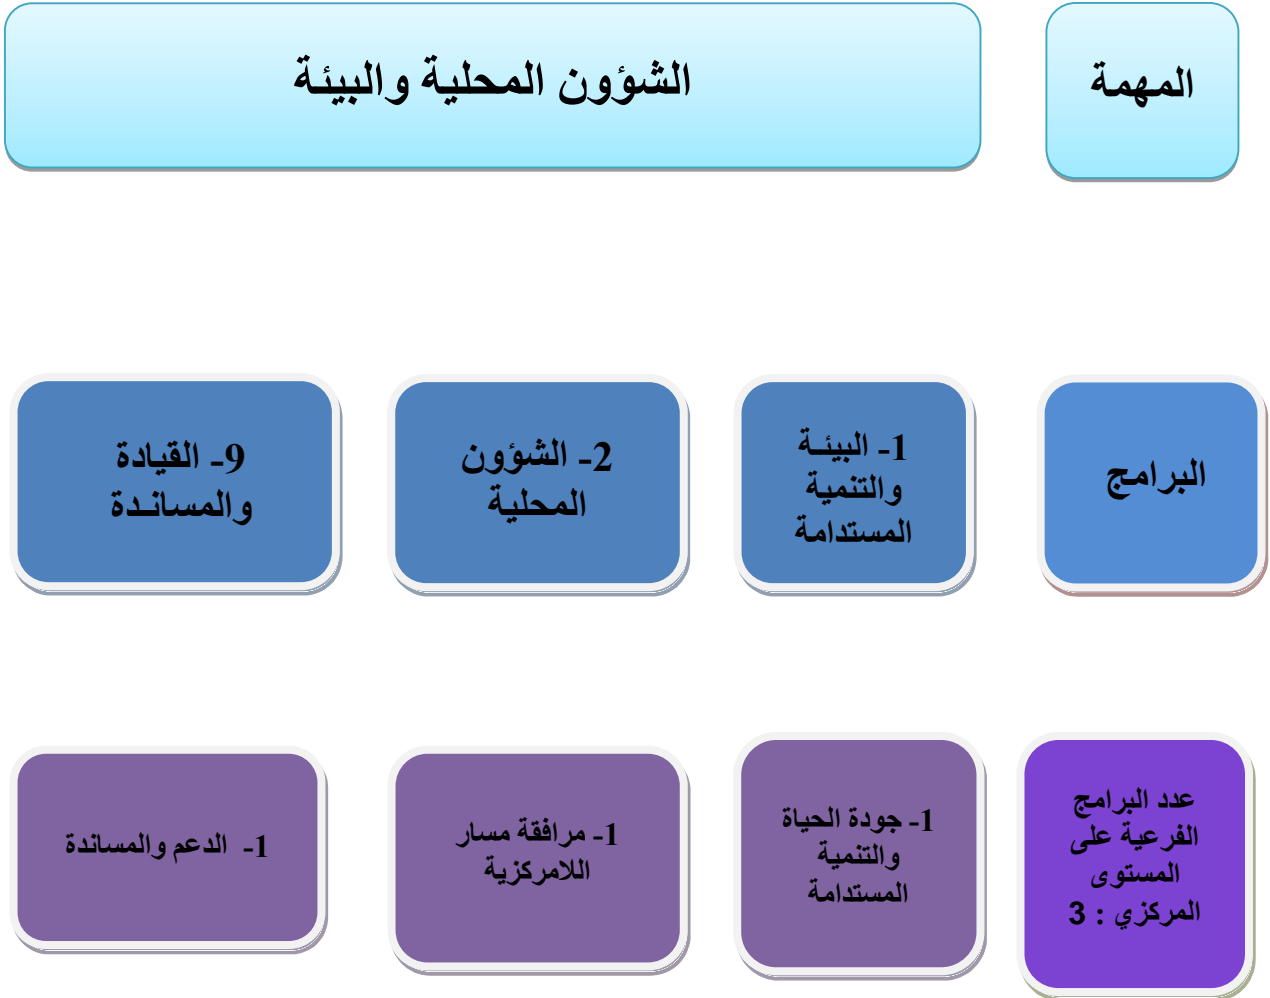 المهمة
الشؤون المحلية والبيئة
البرامج
1- البيئـة
والتنمية
المستدامة
2- الشؤون
المحلية
9- القيادة
والمسانـدة
عدد البرامج
الفرعية على
المستوى
المركزي : 3
1- جودة الحياة
والتنمية
المستدامة
1- مرافقة مسار
اللامركزية
1- الدعم والمساندة